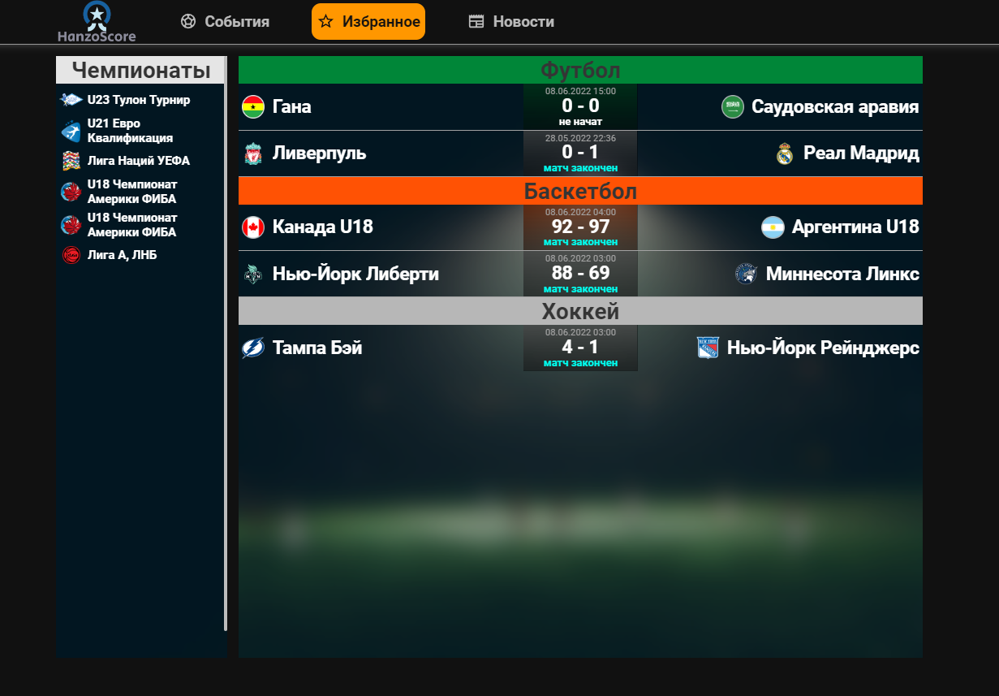 HanzoScore
События
Избранное
Новости
Чемпионаты
U23 Тулон Турнир
U21 Евро
Квалификация
Лига Наций УЕФА
U18 Чемпионат
Америки ФИБА
U18 Чемпионат
Америки ФИБА
Лига А, ЛНБ
Футбол
08.06.2022 15:00
Гана
0 - 0
Саудовская аравия
не начат
28.05.2022 22:36
Ливерпуль
0 - 1
Реал Мадрид
матч закончен
Баскетбол
08.06.2022 04:00
Канада U18
92 - 97
Аргентина U18
матч закончен
08.06.2022 03:00
Нью-Йорк Либерти
88 - 69
Миннесота Линкс
матч закончен
Хоккей
08.06.2022 03:00
Тампа Бэй
4 - 1
Нью-Йорк Рейнджерс
матч закончен